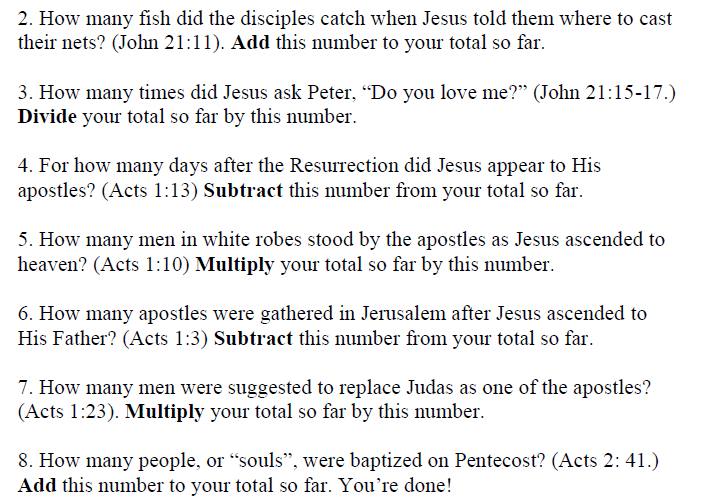 2. How many fish did the disciples catch when Jesus told them where to cast
their nets? (John 21:11). Add this number to your total so far.
3. How many times did Jesus ask Peter, “Do you love me?” (John 21:15-17.)
Divide your total so far by this number.
4. For how many days after the Resurrection did Jesus appear to His
apostles? (Acts 1:13) Subtract this number from your total so far.
5. How many men in white robes stood by the apostles as Jesus ascended to
heaven? (Acts 1:10) Multiply your total so far by this number.
6. How many apostles were gathered in Jerusalem after Jesus ascended to
His Father? (Acts 1:3) Subtract this number from your total so far.
7. How many men were suggested to replace Judas as one of the apostles?
(Acts 1:23). Multiply your total so far by this number.
8. How many people, or “souls”, were baptized on Pentecost? (Acts 2: 41.)
Add this number to your total so far. You’re done!